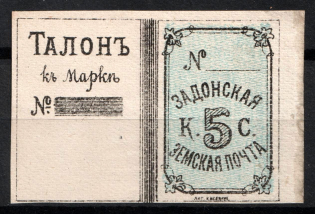 ТАЛОНЪ
къ Маркѣ
№
№
ЗАДОНСКАЯ
К. 5 С.
ЗЕМСКАЯ ПОЧТА